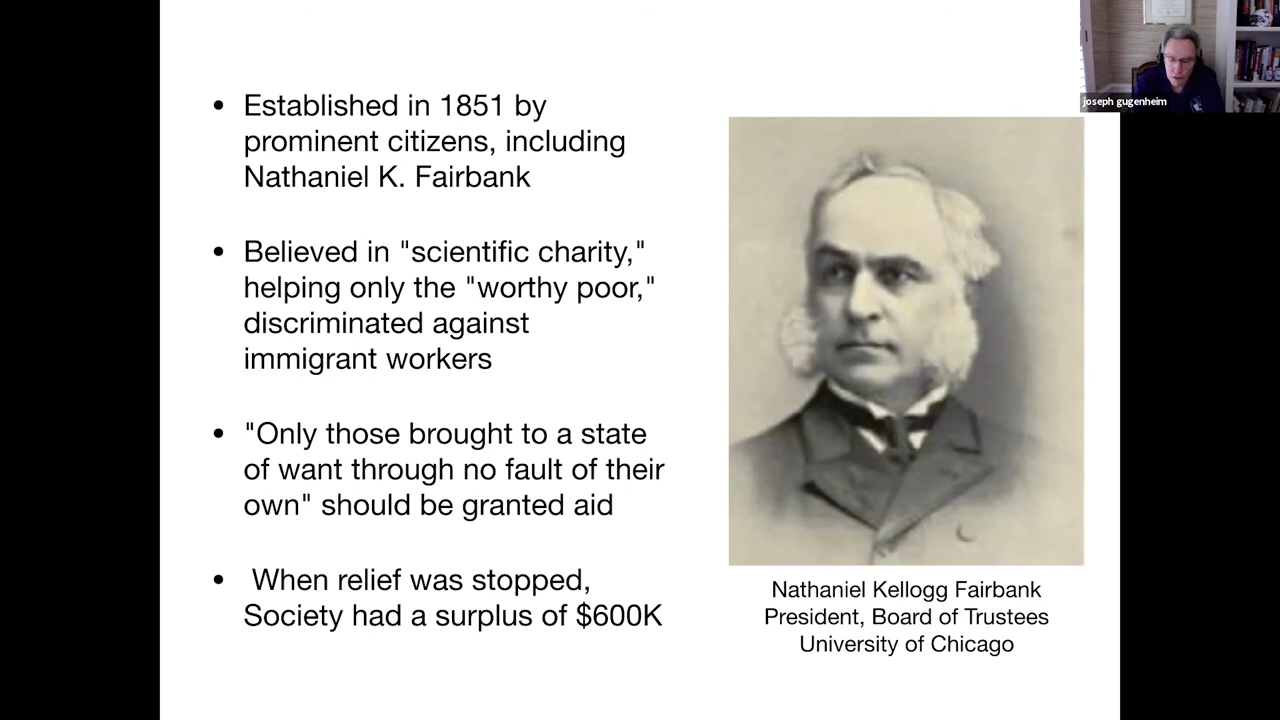 • Established in 1851 by
prominent citizens, including
Nathaniel K. Fairbank
• Believed in "scientific charity,"
helping only the "worthy poor,"
discriminated against
immigrant workers
• "Only those brought to a state
of want through no fault of their
own" should be granted aid
• When relief was stopped,
Society had a surplus of $600K
joseph gugenheim
Nathaniel Kellogg Fairbank
President, Board of Trustees
University of Chicago